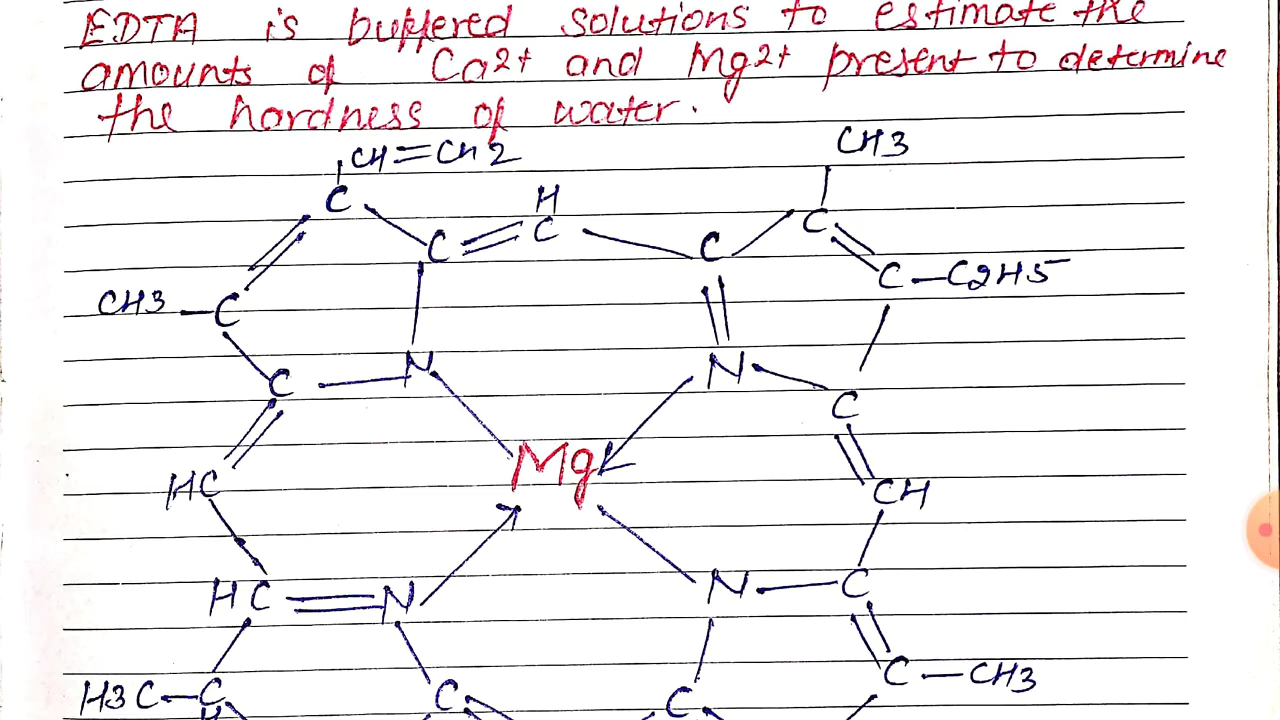 EDTA is buffered solutions to estimate the
amounts of Ca2+ and Mg2+ present to determine
the hardness of water.
CH=CH2
CH3
C
H
C=C
C
C
C-C2H5
CH3-C
C-N
N
C
Mg
HC
CH
HC=N
N-C
C-CH3
H3C-C
H
C
C